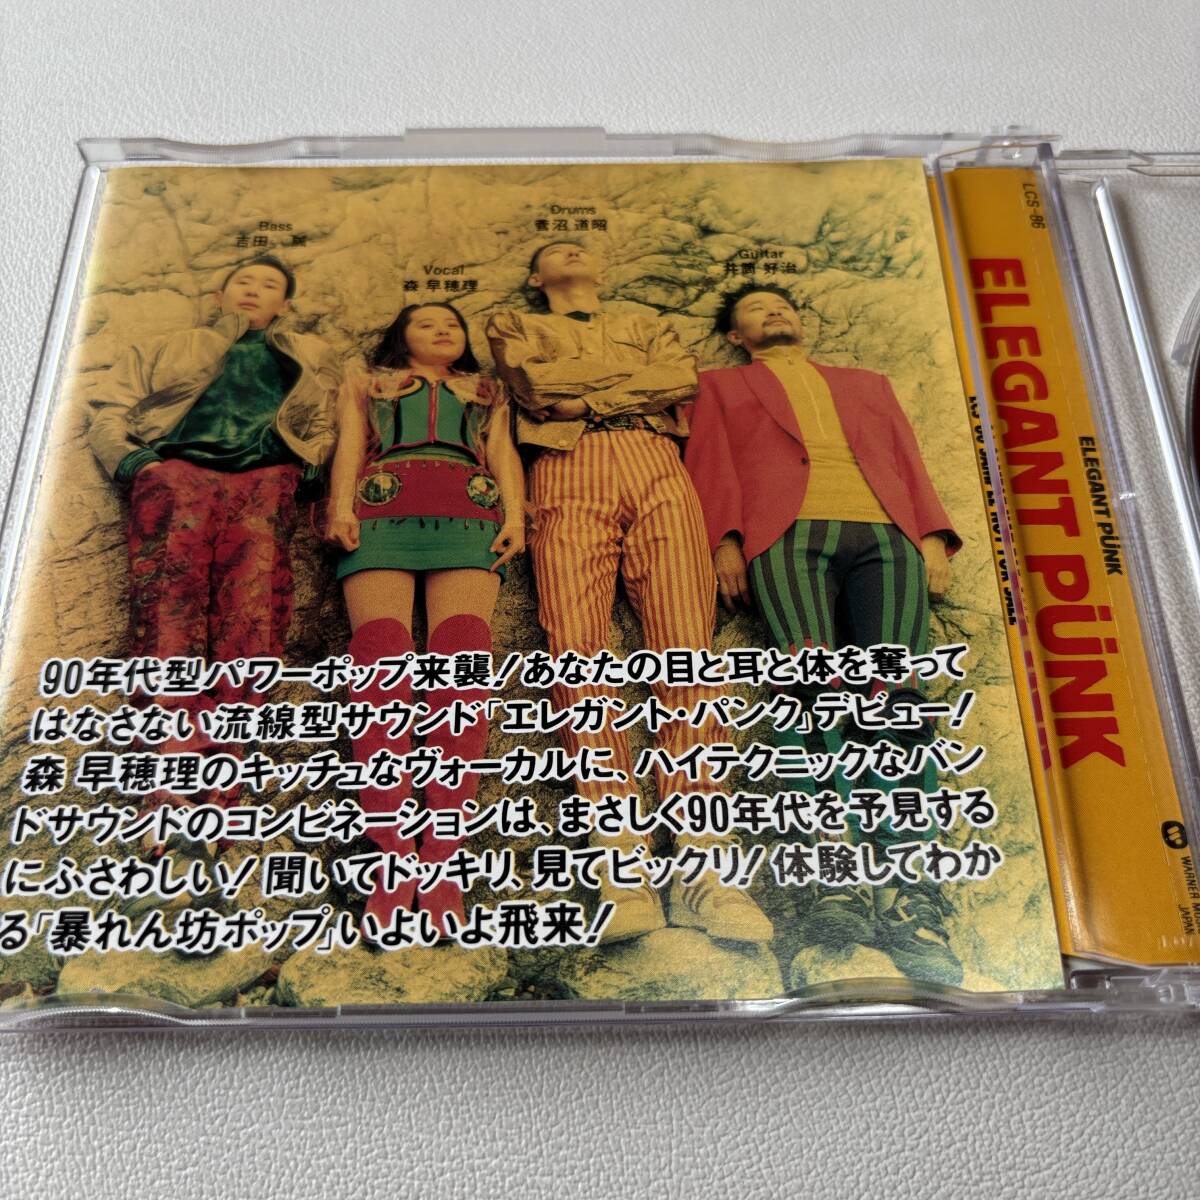 Bass
吉田 誠
Vocal
森 早穂理
Drums
菅沼 道昭
Guitar
井筒 好治
90年代型パワーポップ来襲!あなたの目と耳と体を奪って
はなさない流線型サウンド「エレガント・パンク」デビュー!
森 早穂理のキッチュなヴォーカルに、ハイテクニックなバン
ドサウンドのコンビネーションは、まさしく90年代を予見する
にふさわしい!聞いてドッキリ、見てビックリ!体験してわか
る「暴れん坊ポップ」いよいよ飛来!
LCS-86
ELEGANT PÜNK
ELEGANT PÜNK
NOT FOR SALE
WARNER
JAPAN